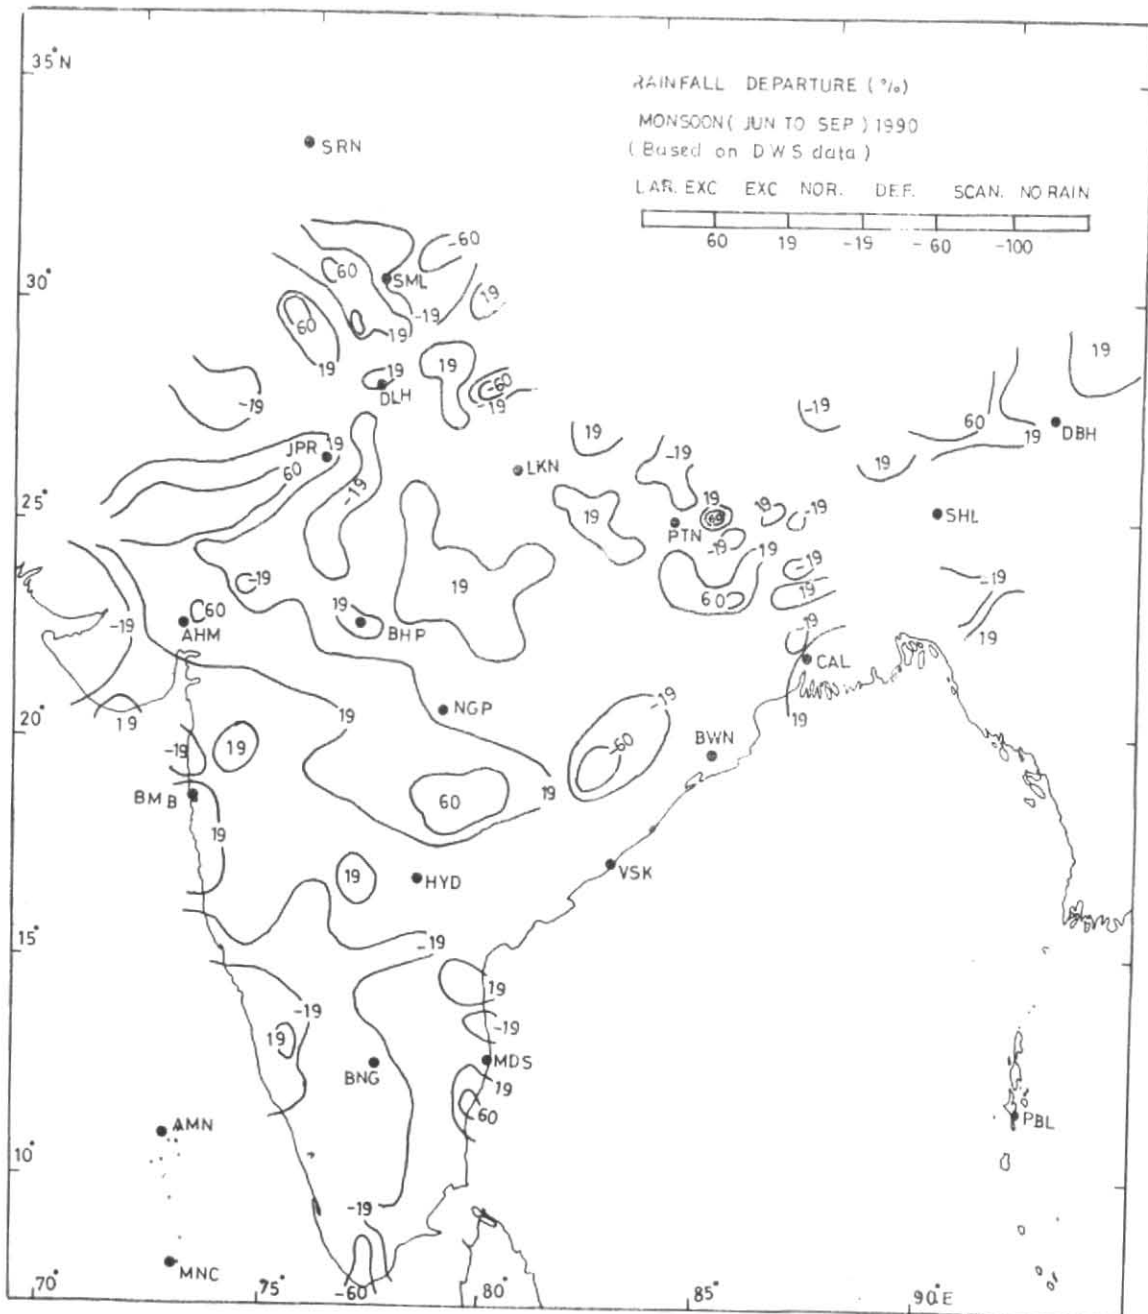 35°N
RAINFALL DEPARTURE (%)
MONSOON( JUN TO SEP ) 1990
(Based on DWS data)
LAR. EXC EXC NOR. DEF. SCAN. NO RAIN
60 19 -19 -60 -100
SRN
-60
60
SML
30°
19
-19
60
19
19
19
19
19
-60
DLH
-19
-19
19
-19
60
19
DBH
JPR
19
19
-19
LKN
60
-19
19
25°
19
19
-19
SHL
19
60
PTN
-19
19
-19
19
-19
-19
60
19
60
19
-19
AHM
BHP
-19
19
CAL
NGP
-19
20°
19
19
19
BWN
-19
19
-60
BMB
60
19
19
19
HYD
VSK
15°
-19
19
-19
-19
19
MDS
BNG
19
60
AMN
PBL
10°
-19
MNC
70° 75° -60 80° 85° 90°E